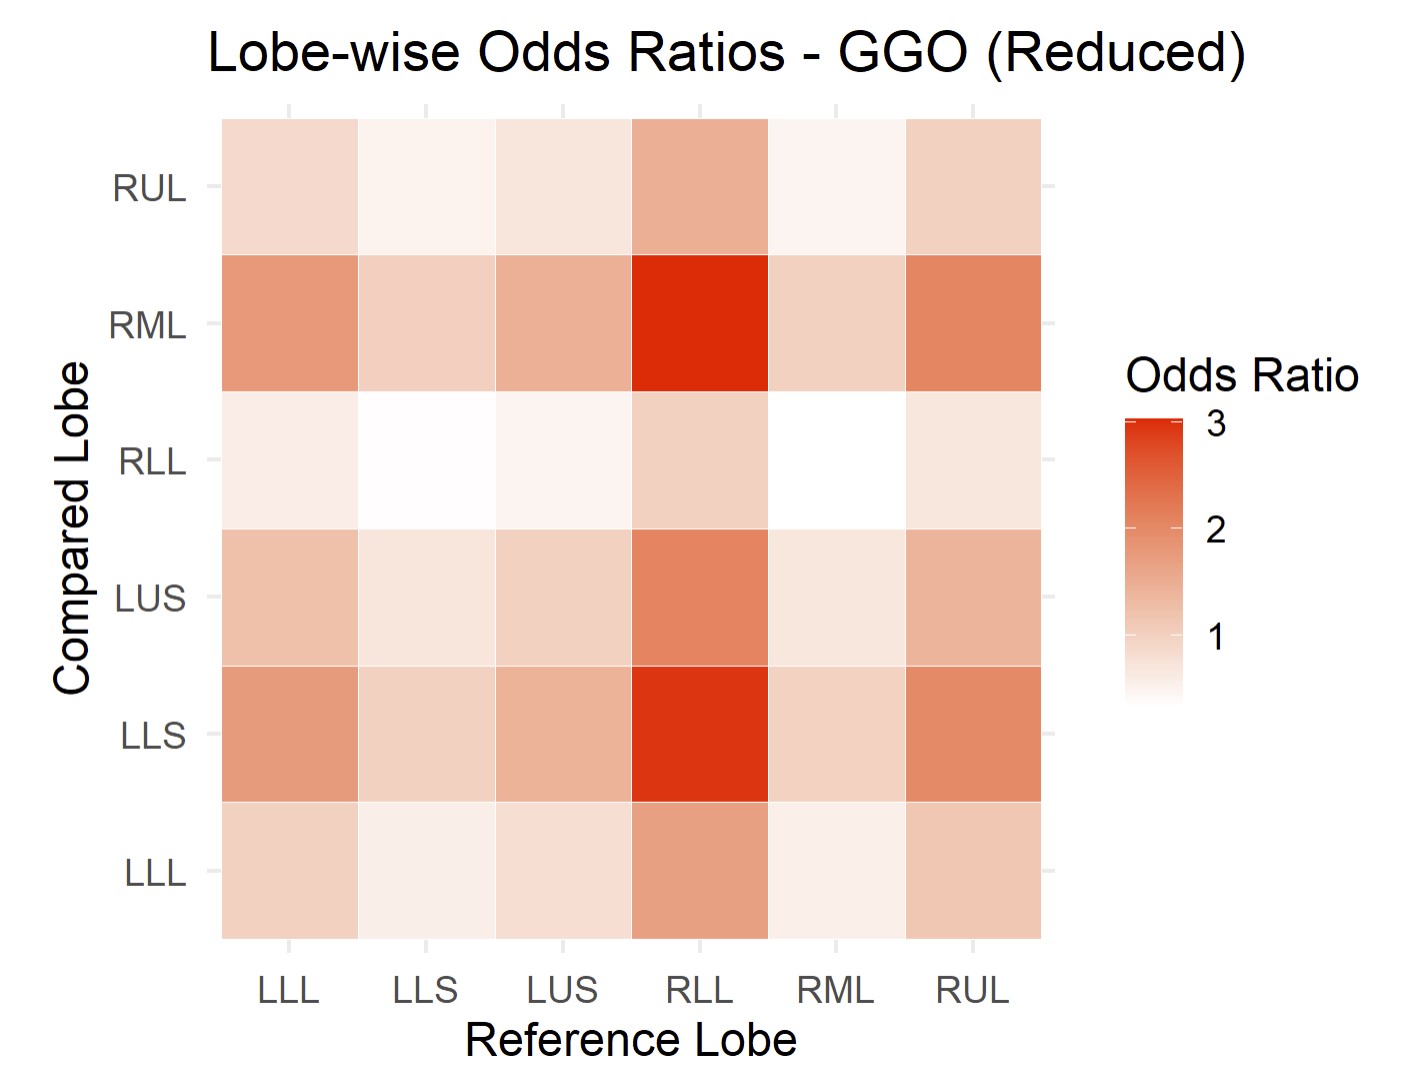 Lobe-wise Odds Ratios - GGO (Reduced)
Compared Lobe
RUL
RML
RLL
LUS
LLS
LLL
LLL LLS LUS RLL RML RUL
Reference Lobe
Odds Ratio
3
2
1